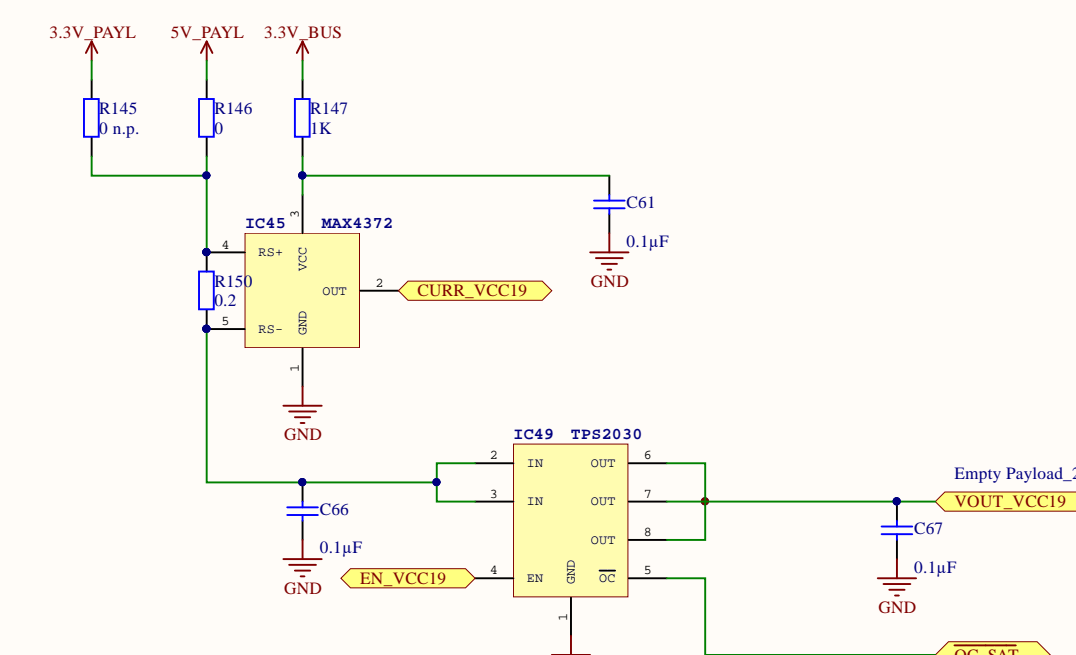 3.3V_PAYL 5V_PAYL 3.3V_BUS
R145 R146 R147
0 n.p. 0 1K
C61
0.1µF
GND
IC45 MAX4372
3
4 RS+ VCC
R150
0.2
OUT 2 CURR_VCC19
5 RS- GND
1
GND
IC49 TPS2030
2 IN OUT 6
3 IN OUT 7
OUT 8
4 EN GND OC 5
1
EN_VCC19
C66
0.1µF
GND
Empty Payload_2
VOUT_VCC19
C67
0.1µF
GND
OC_SAT